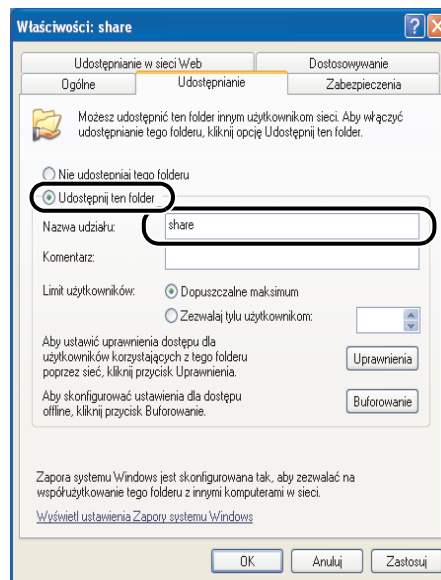 Właściwości: share
Udostępnianie w sieci Web
Dostosowywanie
Ogólne
Udostępnianie
Zabezpieczenia
Możesz udostępnić ten folder innym użytkownikom sieci. Aby włączyć
udostępnianie tego folderu, kliknij opcję Udostępnij ten folder.
Nie udostępniaj tego folderu
Udostępnij ten folder
Nazwa udziału:
share
Komentarz:
Limit użytkowników:
Dopuszczalne maksimum
Zezwalaj tylu użytkownikom:
Aby ustawić uprawnienia
dostępu dla
użytkowników korzystających z tego folderu
poprzez sieć, kliknij przycisk Uprawnienia.
Uprawnienia
Aby skonfigurować ustawienia dla dostępu
offline, kliknij przycisk Buforowanie.
Buforowanie
Zapora systemu Windows jest skonfigurowana tak, aby zezwalać na
współużytkowanie tego folderu z innymi komputerami w sieci.
Wyświetl ustawienia Zapory systemu Windows
OK
Anuluj
Zastosuj